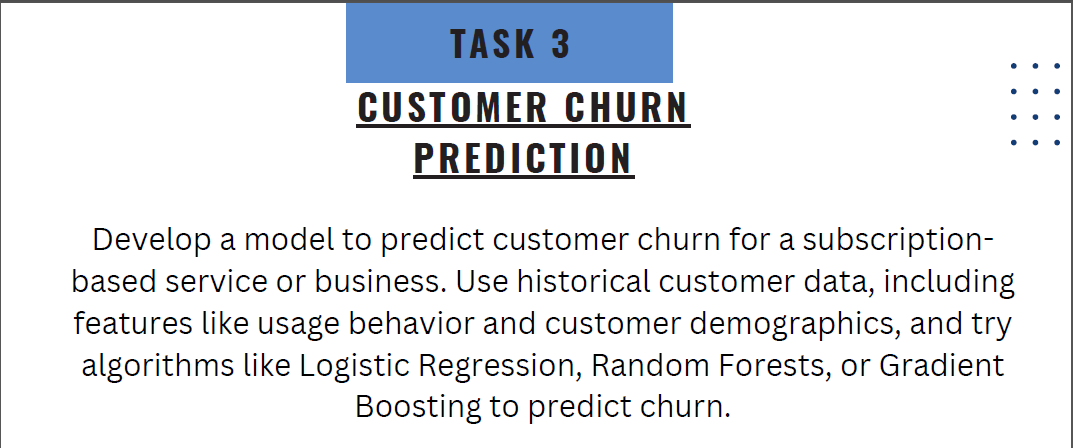 TASK 3
CUSTOMER CHURN
PREDICTION
Develop a model to predict customer churn for a subscription-
based service or business. Use historical customer data, including
features like usage behavior and customer demographics, and try
algorithms like Logistic Regression, Random Forests, or Gradient
Boosting to predict churn.